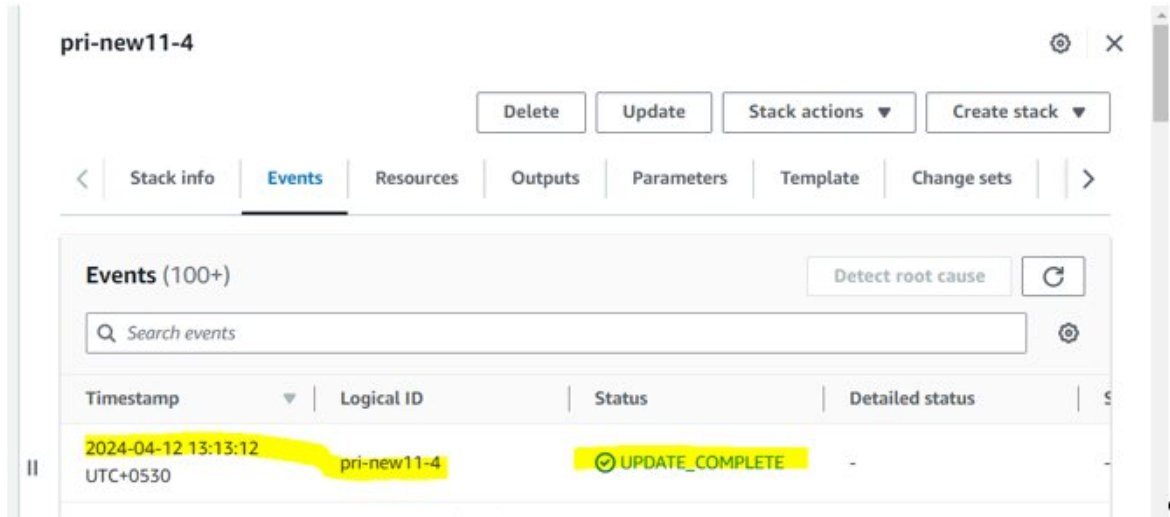 pri-new11-4
Delete Update Stack actions Create stack
Stack info Events Resources Outputs Parameters Template Change sets
Events (100+)
Detect root cause
Search events
Timestamp Logical ID Status Detailed status
2024-04-12 13:13:12
UTC+0530
pri-new11-4 UPDATE_COMPLETE - -